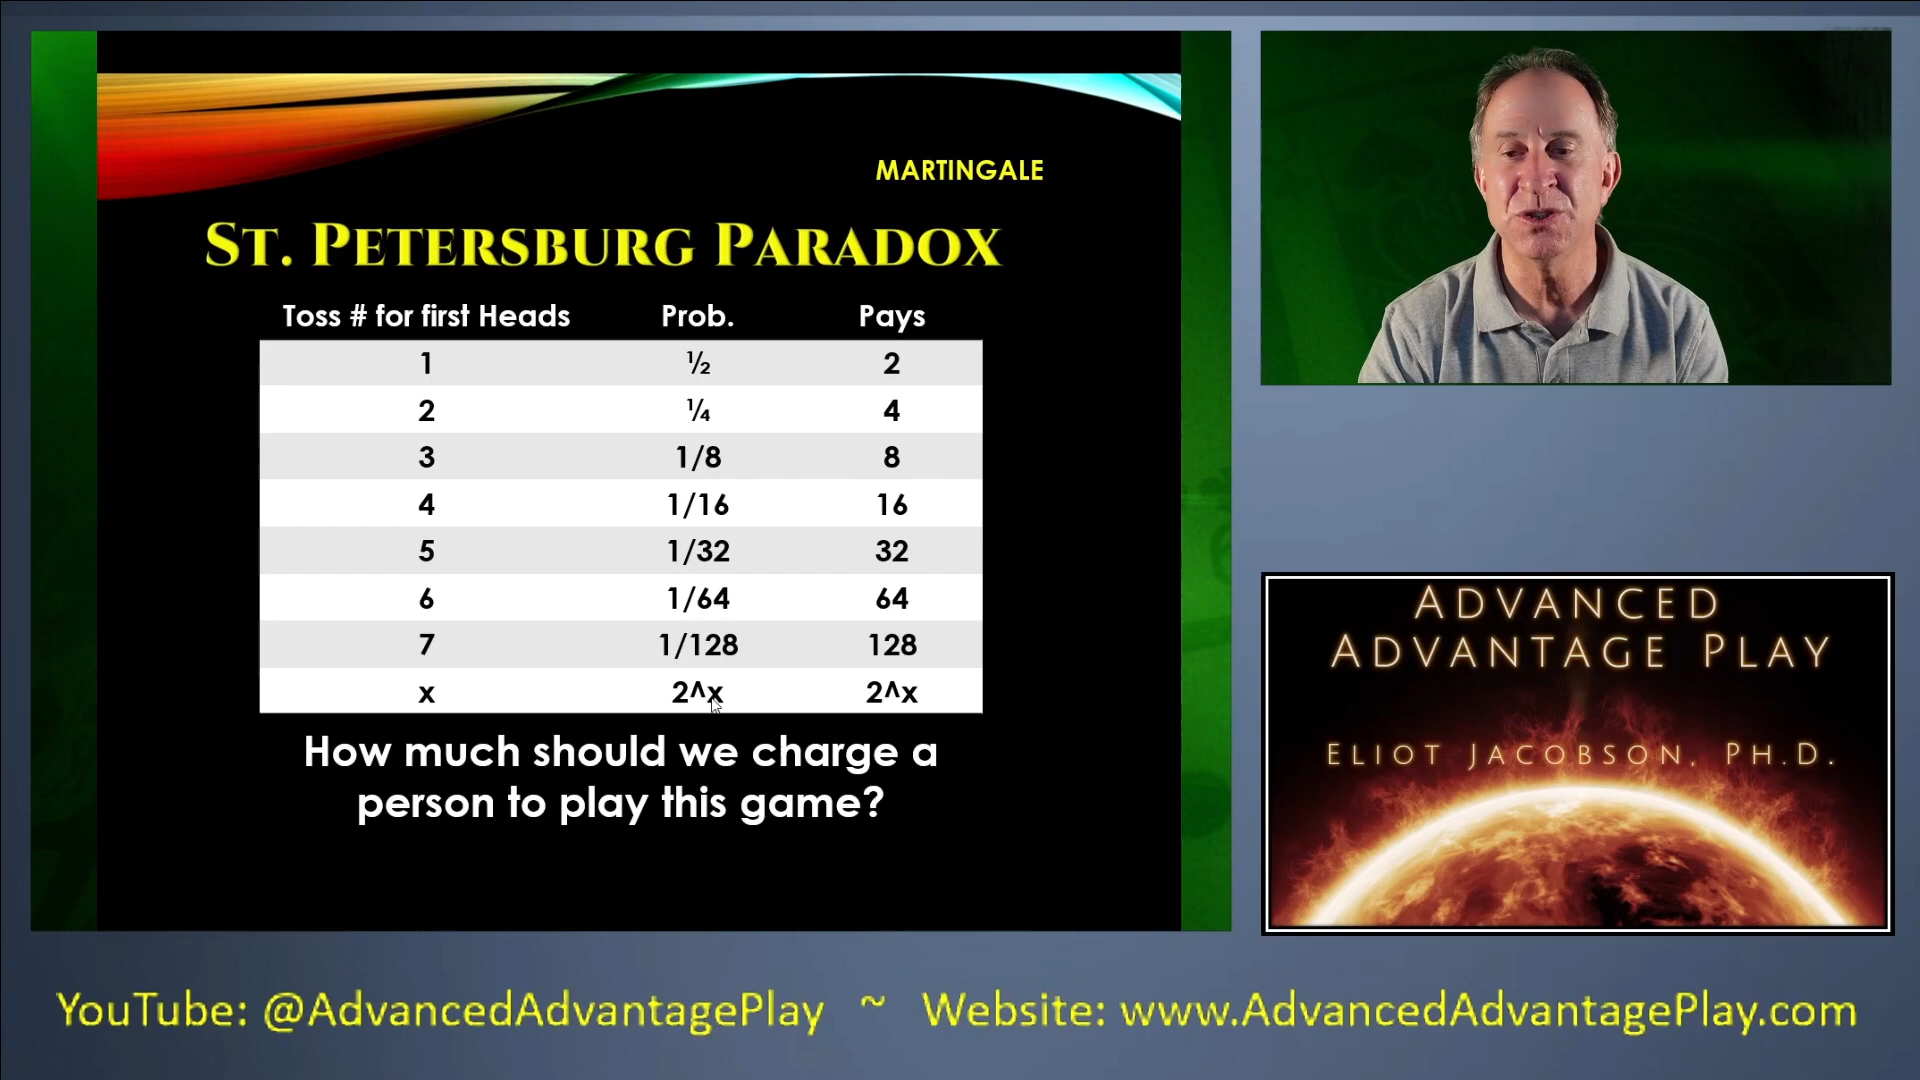 MARTINGALE
ST. PETERSBURG PARADOX
Toss # for first Heads Prob. Pays
1 ½ 2
2 ¼ 4
3 1/8 8
4 1/16 16
5 1/32 32
6 1/64 64
7 1/128 128
x 2^x 2^x
How much should we charge a
person to play this game?
ADVANCED
ADVANTAGE PLAY
ELIOT JACOBSON, PH.D.
YouTube: @AdvancedAdvantagePlay ~ Website: www.AdvancedAdvantagePlay.com